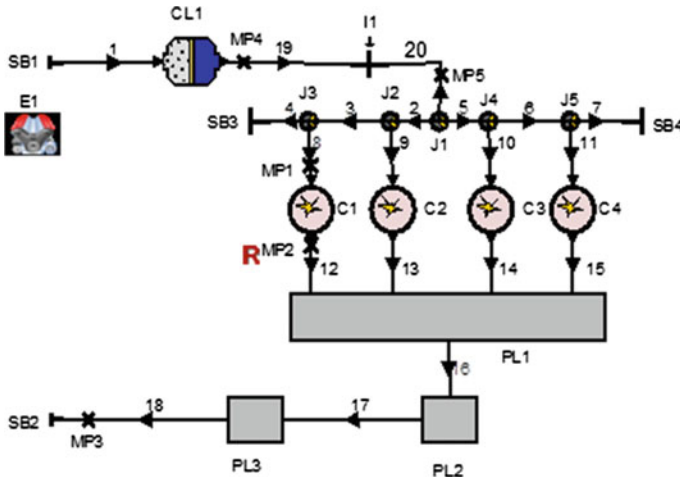 CL1
SB1 1 MP4 19 I1 20
MP5
E1
SB3 4 J3 3 J2 2 J1 5 J4 6 J5 7 SB4
8 9 10 11
MP1
C1 C2 C3 C4
R MP2
12 13 14 15
PL1
16
SB2 18 17
MP3
PL3 PL2